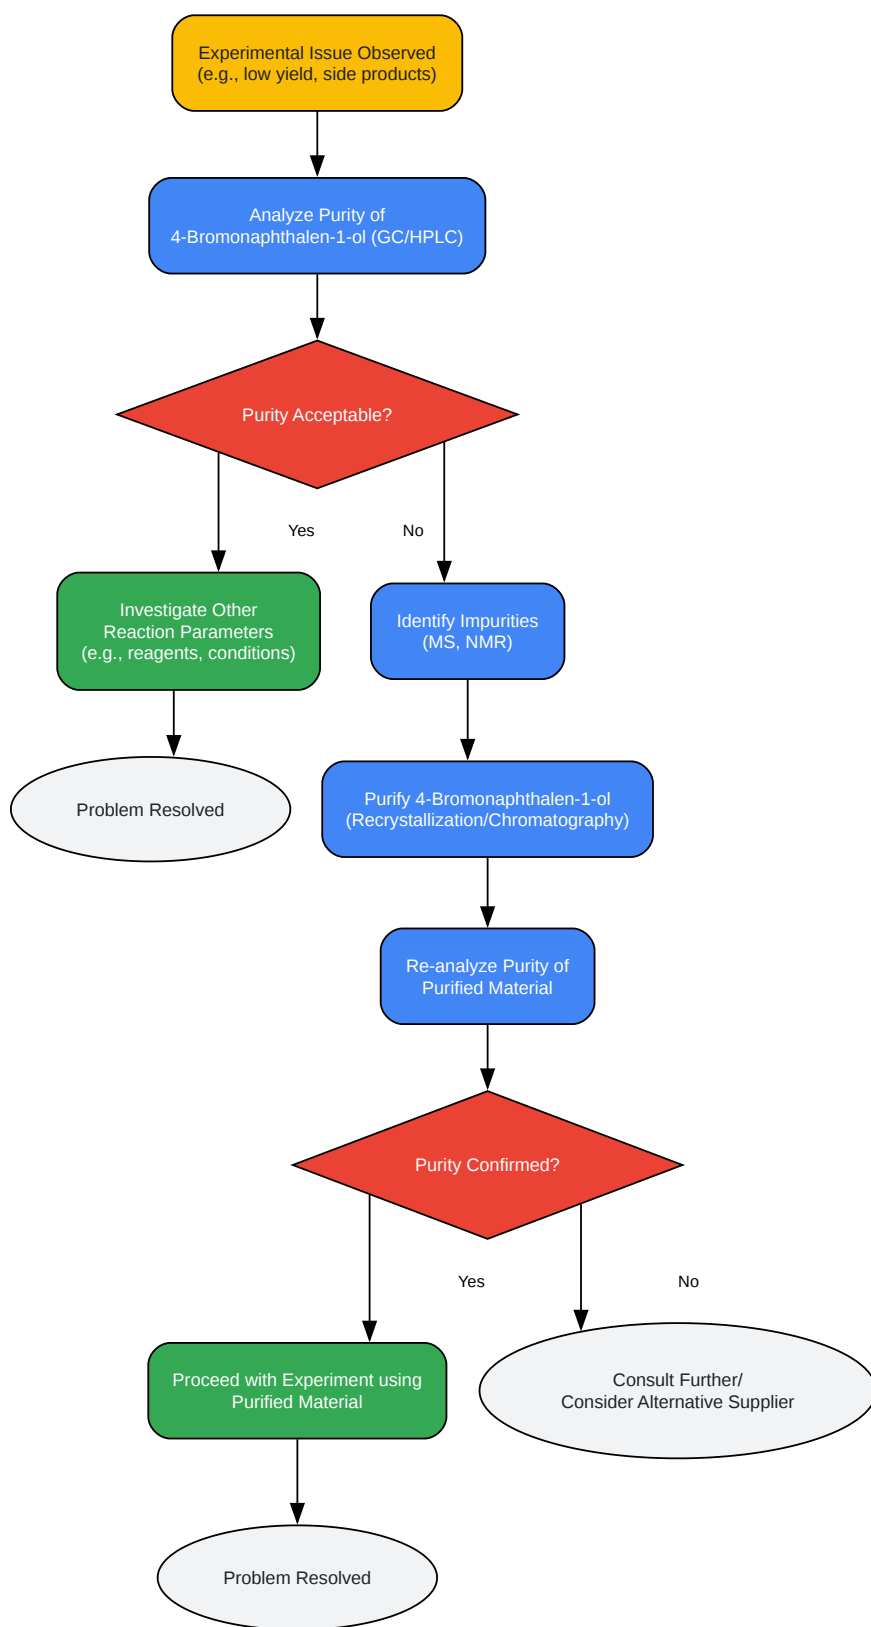 Experimental Issue Observed
(e.g., low yield, side products)
Analyze Purity of
4-Bromonaphthalen-1-ol (GC/HPLC)
Purity Acceptable?
Yes
No
Investigate Other
Reaction Parameters
(e.g., reagents, conditions)
Identify Impurities
(MS, NMR)
Problem Resolved
Purify 4-Bromonaphthalen-1-ol
(Recrystallization/Chromatography)
Re-analyze Purity of
Purified Material
Purity Confirmed?
Yes
No
Proceed with Experiment using
Purified Material
Consult Further/
Consider Alternative Supplier
Problem Resolved